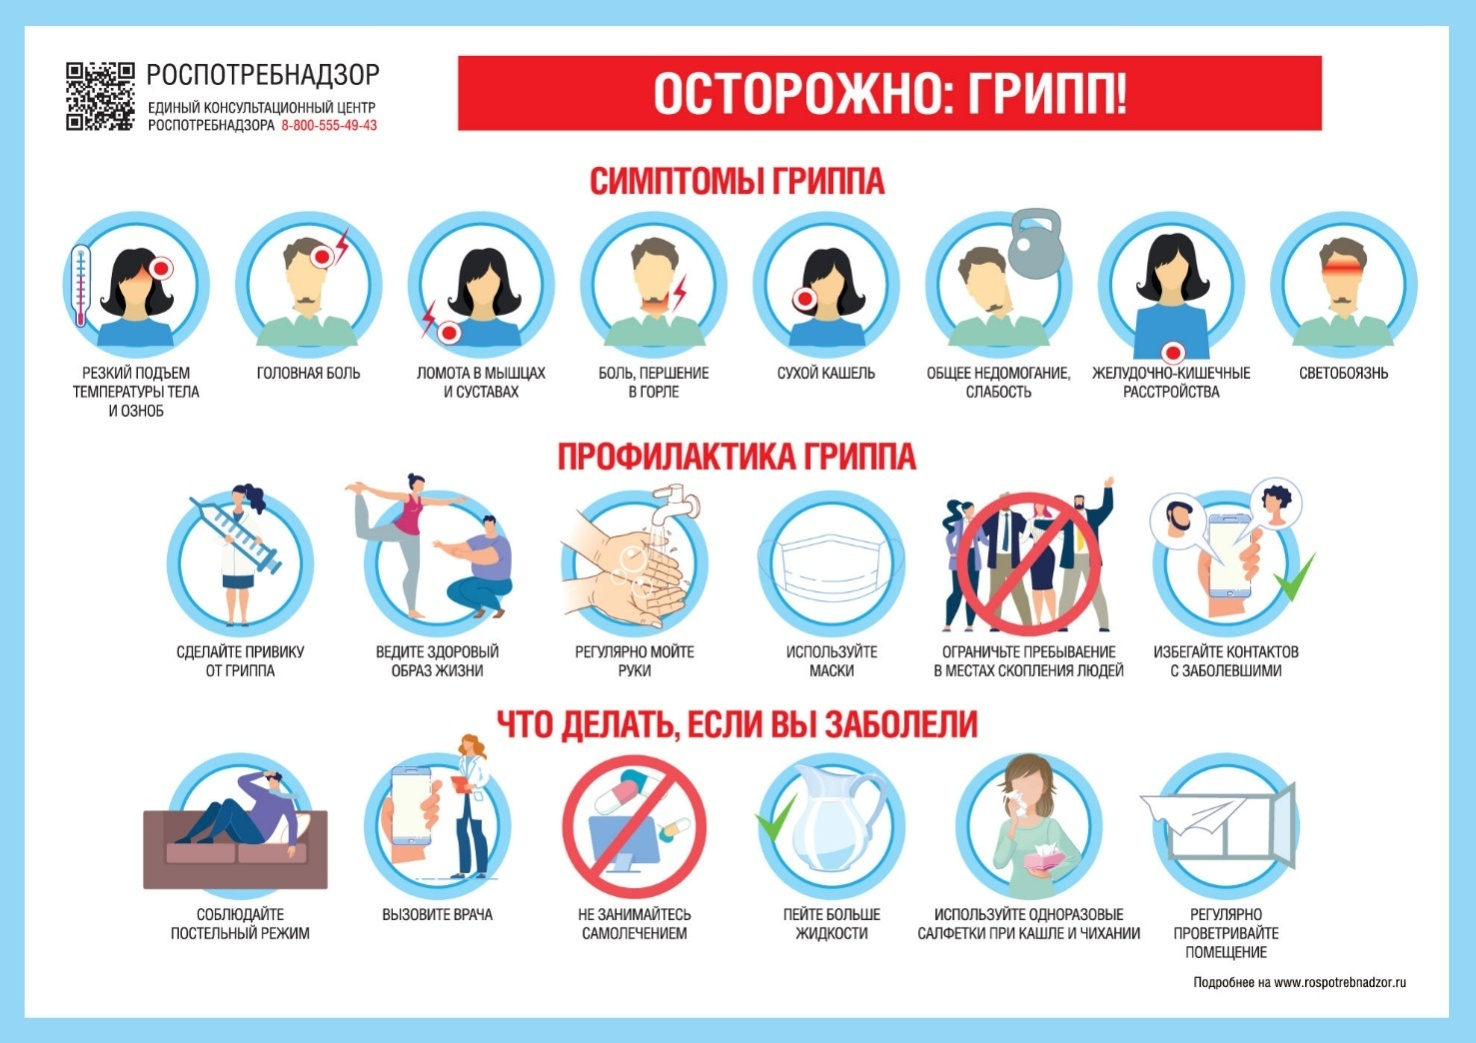 РОСПОТРЕБНАДЗОР
ЕДИНЫЙ КОНСУЛЬТАЦИОННЫЙ ЦЕНТР
РОСПОТРЕБНАДЗОРА 8-800-555-49-43
ОСТОРОЖНО: ГРИПП!
СИМПТОМЫ ГРИППА
РЕЗКИЙ ПОДЪЕМ
ТЕМПЕРАТУРЫ ТЕЛА
И ОЗНОБ
ГОЛОВНАЯ БОЛЬ
ЛОМОТА В МЫШЦАХ
И СУСТАВАХ
БОЛЬ, ПЕРШЕНИЕ
В ГОРЛЕ
СУХОЙ КАШЕЛЬ
ОБЩЕЕ НЕДОМОГАНИЕ,
СЛАБОСТЬ
ЖЕЛУДОЧНО-КИШЕЧНЫЕ
РАССТРОЙСТВА
СВЕТОБОЯЗНЬ
ПРОФИЛАКТИКА ГРИППА
СДЕЛАЙТЕ ПРИВИКУ
ОТ ГРИППА
ВЕДИТЕ ЗДОРОВЫЙ
ОБРАЗ ЖИЗНИ
РЕГУЛЯРНО МОЙТЕ
РУКИ
ИСПОЛЬЗУЙТЕ
МАСКИ
ОГРАНИЧЬТЕ ПРЕБЫВАЕНИЕ
В МЕСТАХ СКОПЛЕНИЯ ЛЮДЕЙ
ИЗБЕГАЙТЕ КОНТАКТОВ
С ЗАБОЛЕВШИМИ
ЧТО ДЕЛАТЬ, ЕСЛИ ВЫ ЗАБОЛЕЛИ
СОБЛЮДАЙТЕ
ПОСТЕЛЬНЫЙ РЕЖИМ
ВЫЗОВИТЕ ВРАЧА
НЕ ЗАНИМАЙТЕСЬ
САМОЛЕЧЕНИЕМ
ПЕЙТЕ БОЛЬШЕ
ЖИДКОСТИ
ИСПОЛЬЗУЙТЕ ОДНОРАЗОВЫЕ
САЛФЕТКИ ПРИ КАШЛЕ И ЧИХАНИИ
РЕГУЛЯРНО
ПРОВЕТРИВАЙТЕ
ПОМЕЩЕНИЕ
Подробнее на www.rospotrebnadzor.ru